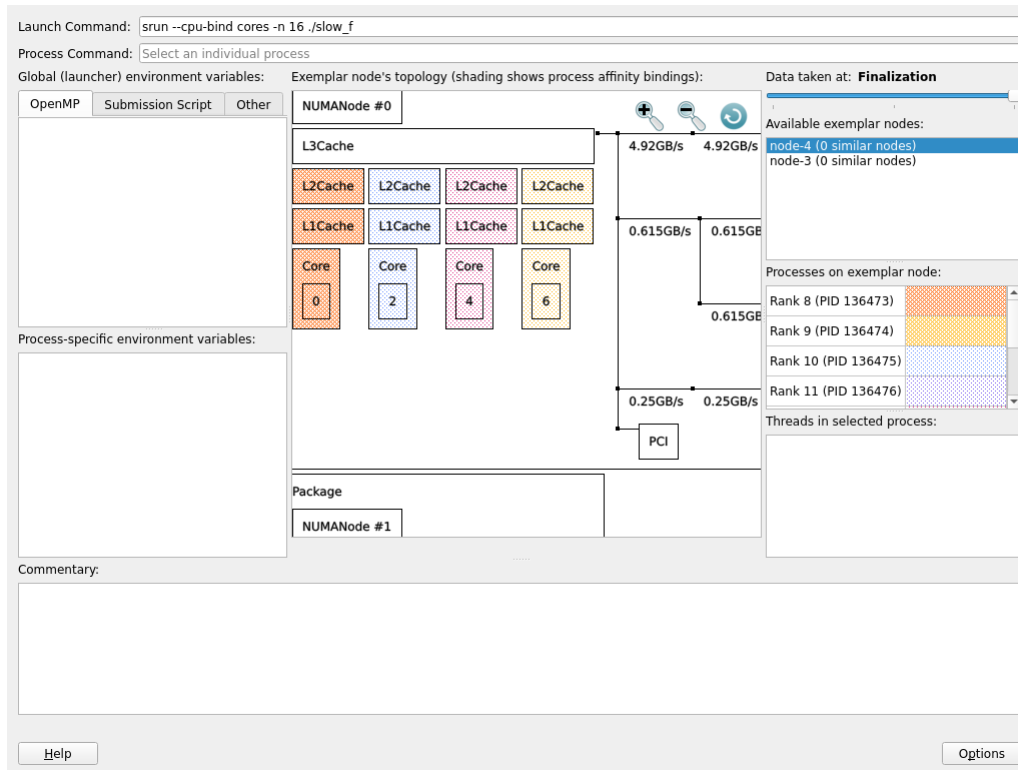 Launch Command: srun --cpu-bind cores -n 16 ./slow_f
Process Command: Select an individual process
Global (launcher) environment variables:
OpenMP Submission Script Other
Process-specific environment variables:
Exemplar node's topology (shading shows process affinity bindings):
NUMANode #0
L3Cache
L2Cache L2Cache L2Cache L2Cache
L1Cache L1Cache L1Cache L1Cache
Core Core Core Core
0 2 4 6
4.92GB/s 4.92GB/s
0.615GB/s 0.615GB
0.615GB
0.25GB/s 0.25GB/s
PCI
Package
NUMANode #1
Data taken at: Finalization
Available exemplar nodes:
node-4 (0 similar nodes)
node-3 (0 similar nodes)
Processes on exemplar node:
Rank 8 (PID 136473)
Rank 9 (PID 136474)
Rank 10 (PID 136475)
Rank 11 (PID 136476)
Threads in selected process:
Commentary:
Help Options